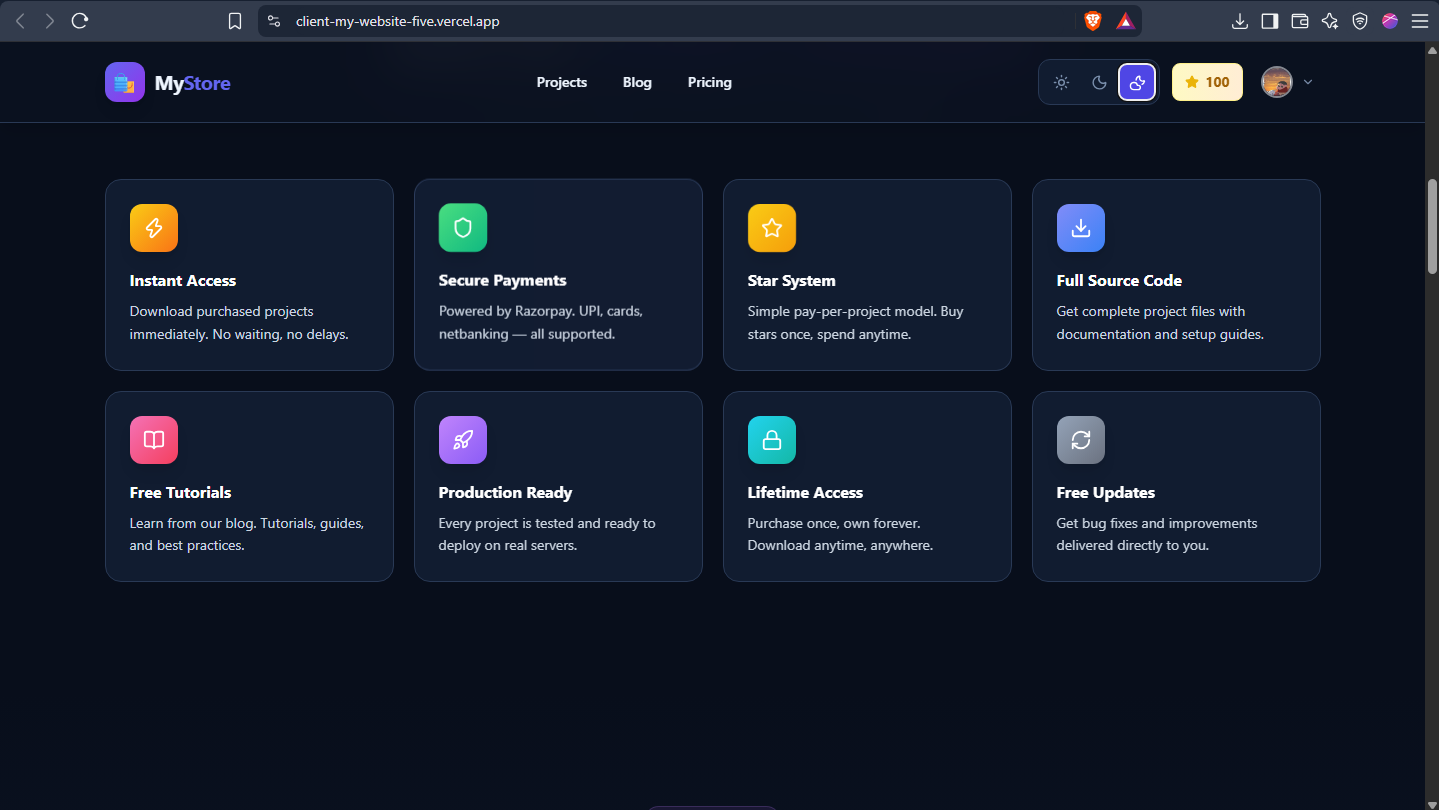 client-my-website-five.vercel.app
MyStore
Projects
Blog
Pricing
100
Instant Access
Download purchased projects
immediately. No waiting, no delays.
Secure Payments
Powered by Razorpay. UPI, cards,
netbanking — all supported.
Star System
Simple pay-per-project model. Buy
stars once, spend anytime.
Full Source Code
Get complete project files with
documentation and setup guides.
Free Tutorials
Learn from our blog. Tutorials, guides,
and best practices.
Production Ready
Every project is tested and ready to
deploy on real servers.
Lifetime Access
Purchase once, own forever.
Download anytime, anywhere.
Free Updates
Get bug fixes and improvements
delivered directly to you.